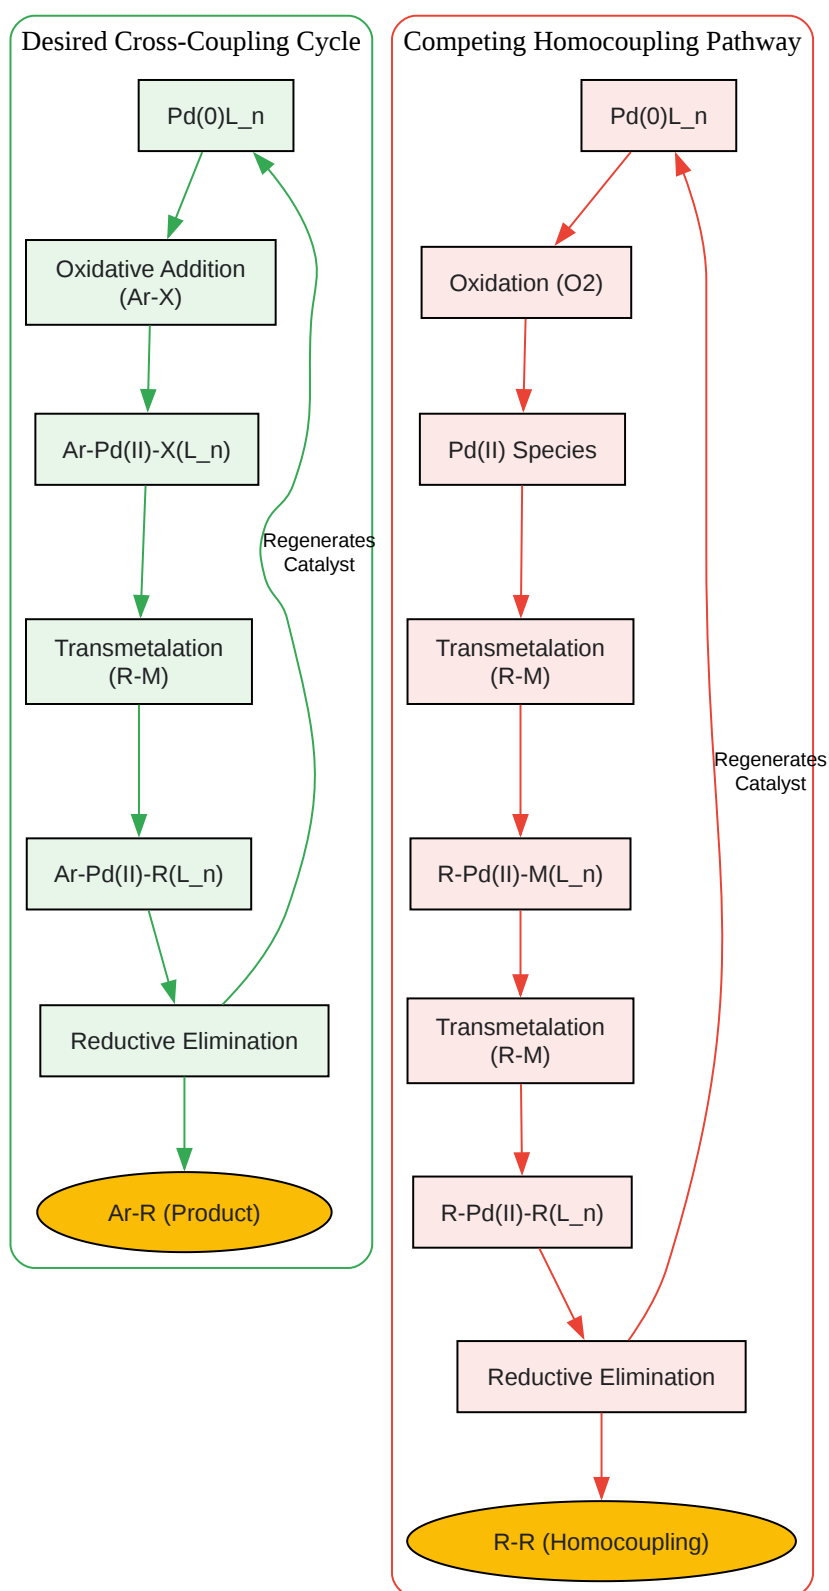 Desired Cross-Coupling Cycle
Pd(0)L_n
Oxidative Addition
(Ar-X)
Ar-Pd(II)-X(L_n)
Regenerates
Catalyst
Transmetalation
(R-M)
Ar-Pd(II)-R(L_n)
Reductive Elimination
Ar-R (Product)
Competing Homocoupling Pathway
Pd(0)L_n
Oxidation (O2)
Pd(II) Species
Transmetalation
(R-M)
Regenerates
Catalyst
R-Pd(II)-M(L_n)
Transmetalation
(R-M)
R-Pd(II)-R(L_n)
Reductive Elimination
R-R (Homocoupling)